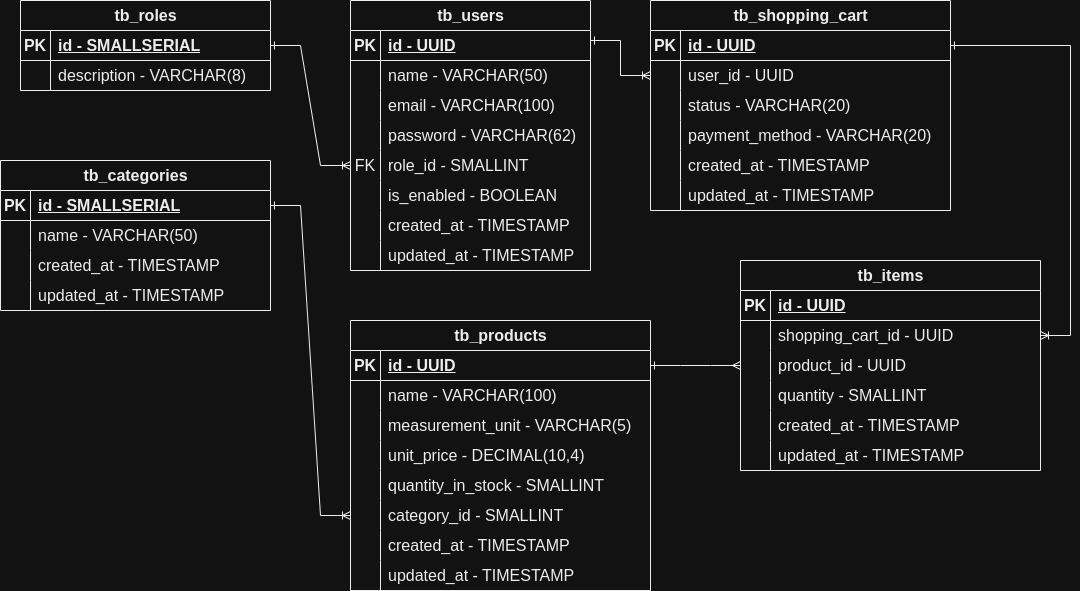 tb_roles
PK id - SMALLSERIAL
description - VARCHAR(8)
tb_users
PK id - UUID
name - VARCHAR(50)
email - VARCHAR(100)
password - VARCHAR(62)
FK role_id - SMALLINT
is_enabled - BOOLEAN
created_at - TIMESTAMP
updated_at - TIMESTAMP
tb_shopping_cart
PK id - UUID
user_id - UUID
status - VARCHAR(20)
payment_method - VARCHAR(20)
created_at - TIMESTAMP
updated_at - TIMESTAMP
tb_categories
PK id - SMALLSERIAL
name - VARCHAR(50)
created_at - TIMESTAMP
updated_at - TIMESTAMP
tb_products
PK id - UUID
name - VARCHAR(100)
measurement_unit - VARCHAR(5)
unit_price - DECIMAL(10,4)
quantity_in_stock - SMALLINT
category_id - SMALLINT
created_at - TIMESTAMP
updated_at - TIMESTAMP
tb_items
PK id - UUID
shopping_cart_id - UUID
product_id - UUID
quantity - SMALLINT
created_at - TIMESTAMP
updated_at - TIMESTAMP